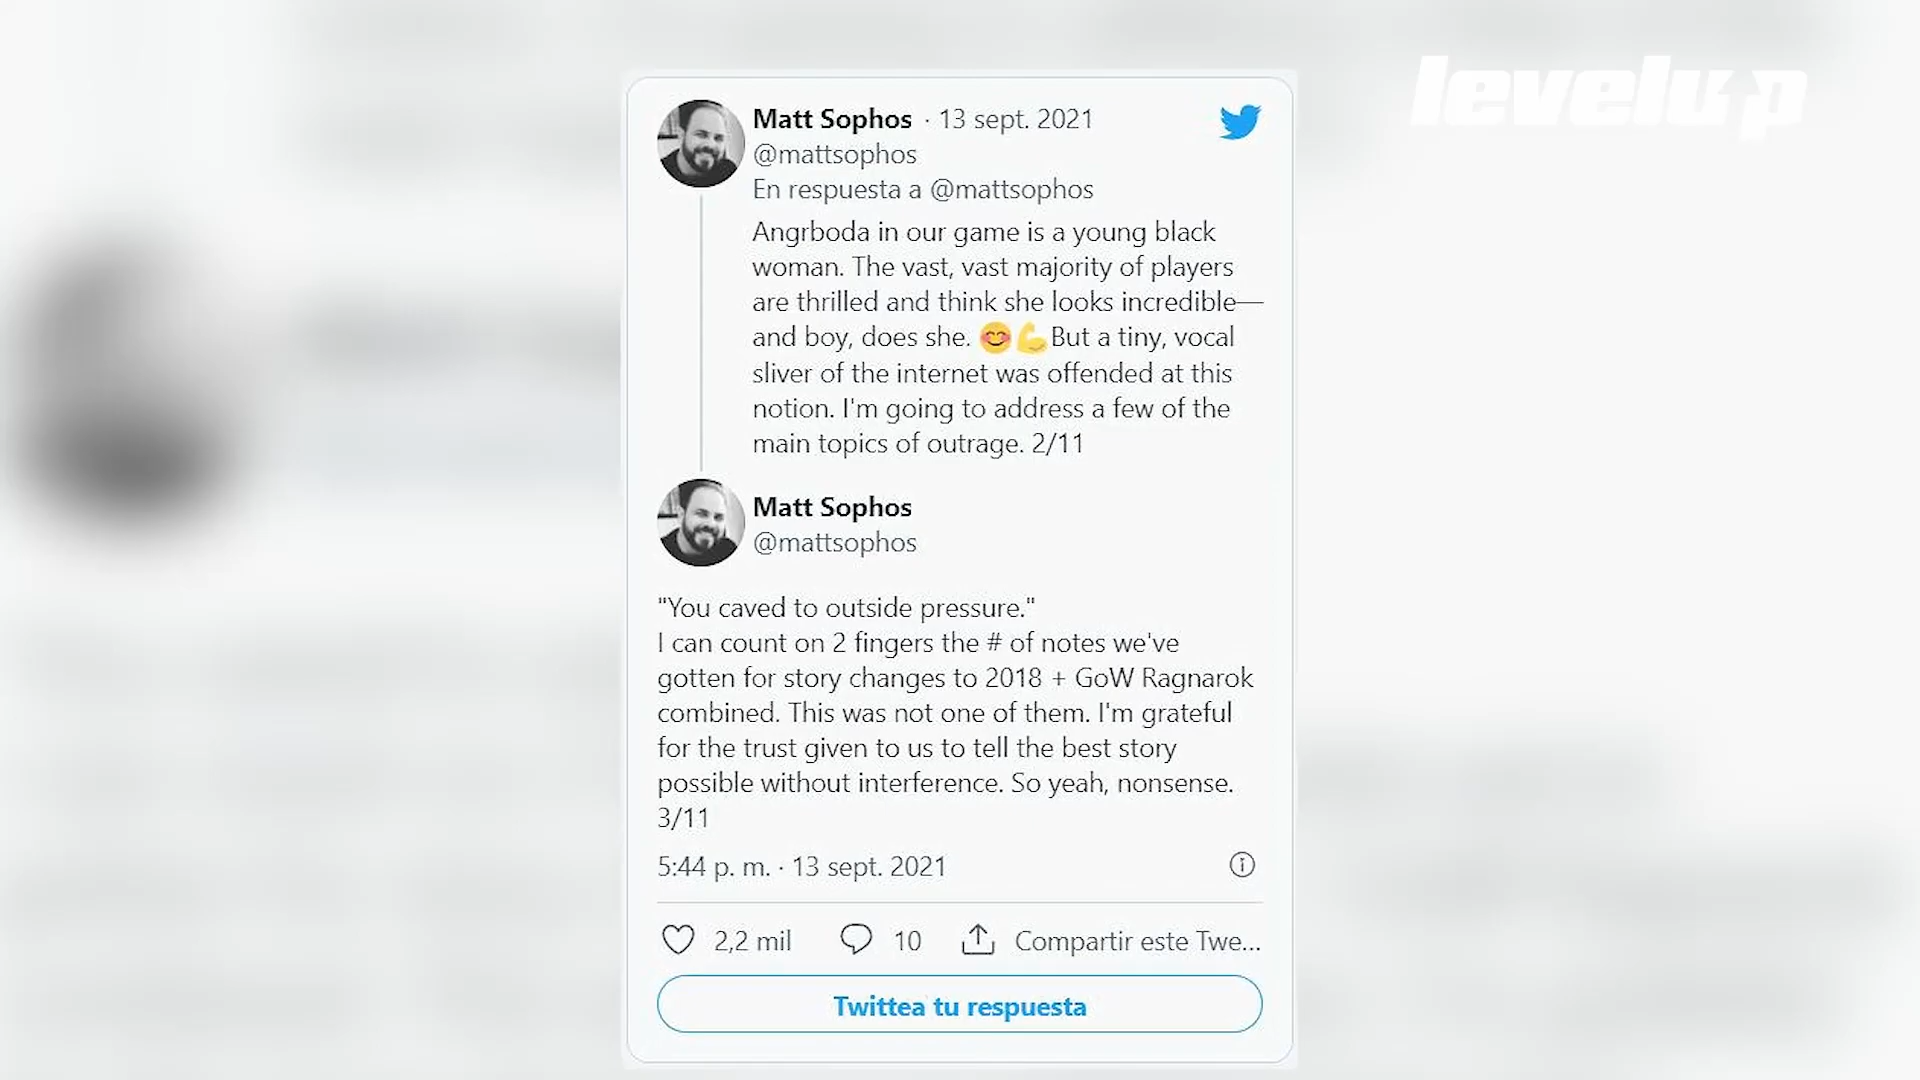 levelup
Matt Sophos · 13 sept. 2021
@mattsophos
En respuesta a @mattsophos
Angrboda in our game is a young black
woman. The vast, vast majority of players
are thrilled and think she looks incredible—
and boy, does she. 😊💪But a tiny, vocal
sliver of the internet was offended at this
notion. I'm going to address a few of the
main topics of outrage. 2/11
Matt Sophos
@mattsophos
"You caved to outside pressure."
I can count on 2 fingers the # of notes we've
gotten for story changes to 2018 + GoW Ragnarok
combined. This was not one of them. I'm grateful
for the trust given to us to tell the best story
possible without interference. So yeah, nonsense.
3/11
5:44 p. m. · 13 sept. 2021
2,2 mil 10 Compartir este Twe...
Twittea tu respuesta